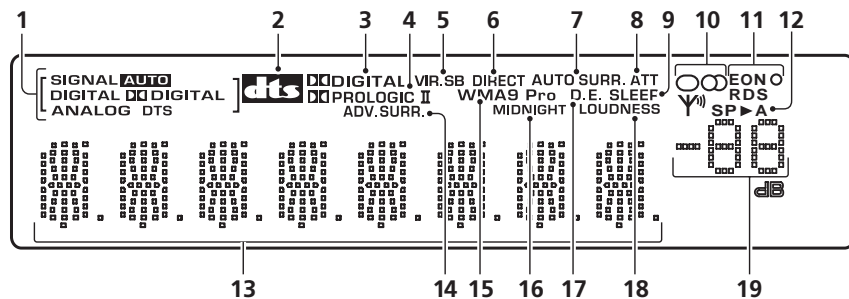 1 2 3 4 5 6 7 8 9 10 11 12
SIGNAL AUTO dts DIGITAL VIR.SB DIRECT AUTO SURR. ATT EON
DIGITAL DIGITAL PROLOGIC II WMA9 Pro D.E. SLEEP RDS
ANALOG DTS ADV.SURR. MIDNIGHT LOUDNESS SP►A
dB
13 14 15 16 17 18 19